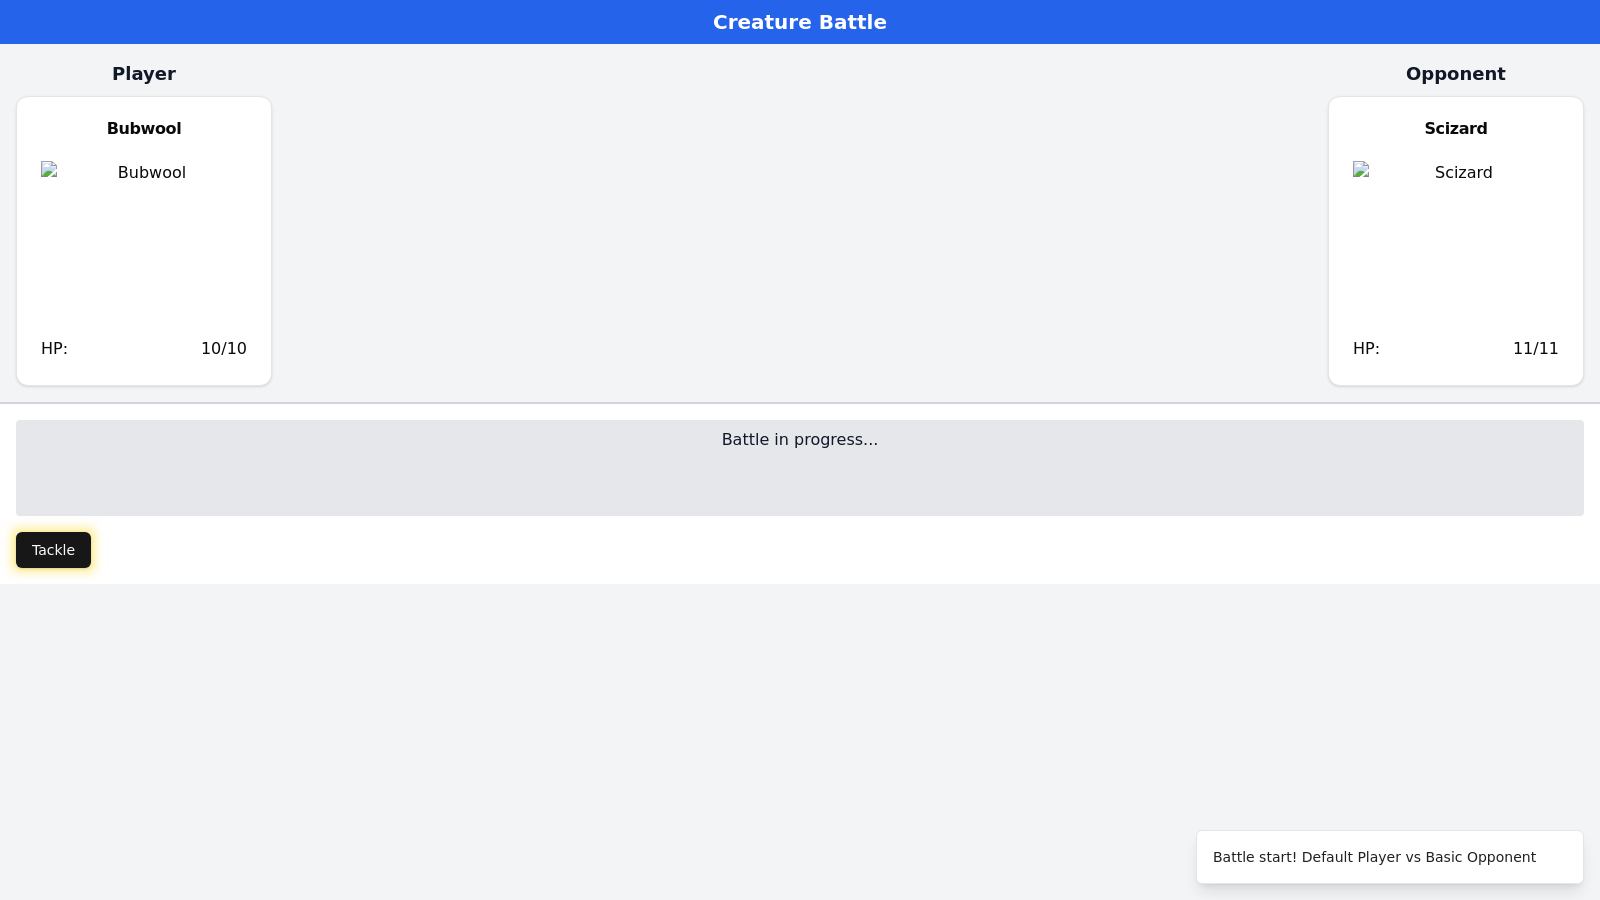 Creature Battle
Player
Opponent
Bubwool
Bubwool
HP: 10/10
Scizard
Scizard
HP: 11/11
Battle in progress...
Tackle
Battle start! Default Player vs Basic Opponent